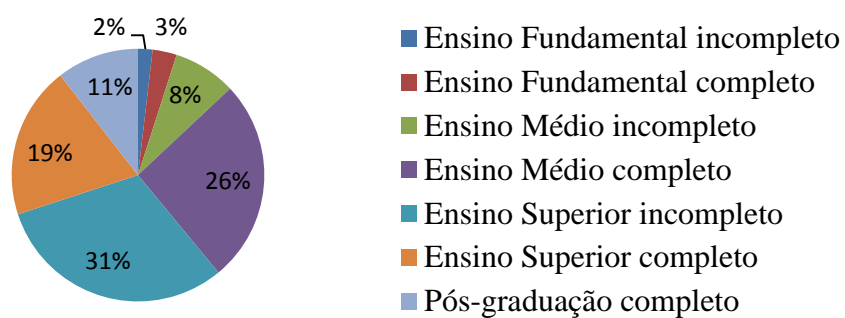 2%
3%
8%
26%
31%
19%
11%
Ensino Fundamental incompleto
Ensino Fundamental completo
Ensino Médio incompleto
Ensino Médio completo
Ensino Superior incompleto
Ensino Superior completo
Pós-graduação completo